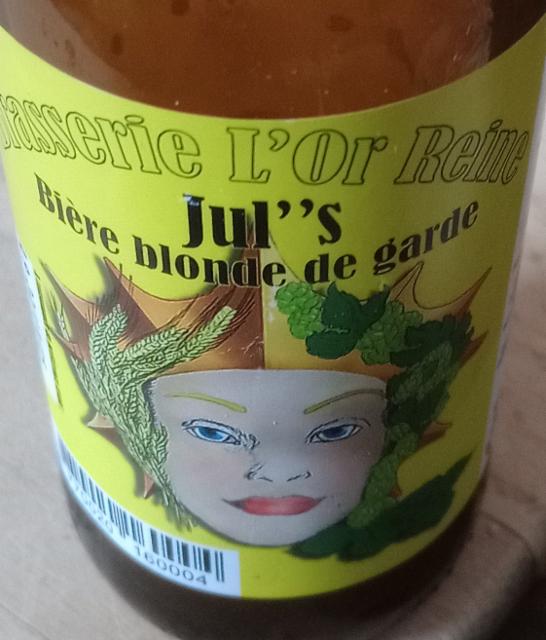 Brasserie L'Or Reine
Jul''s
Bière blonde de garde
160004